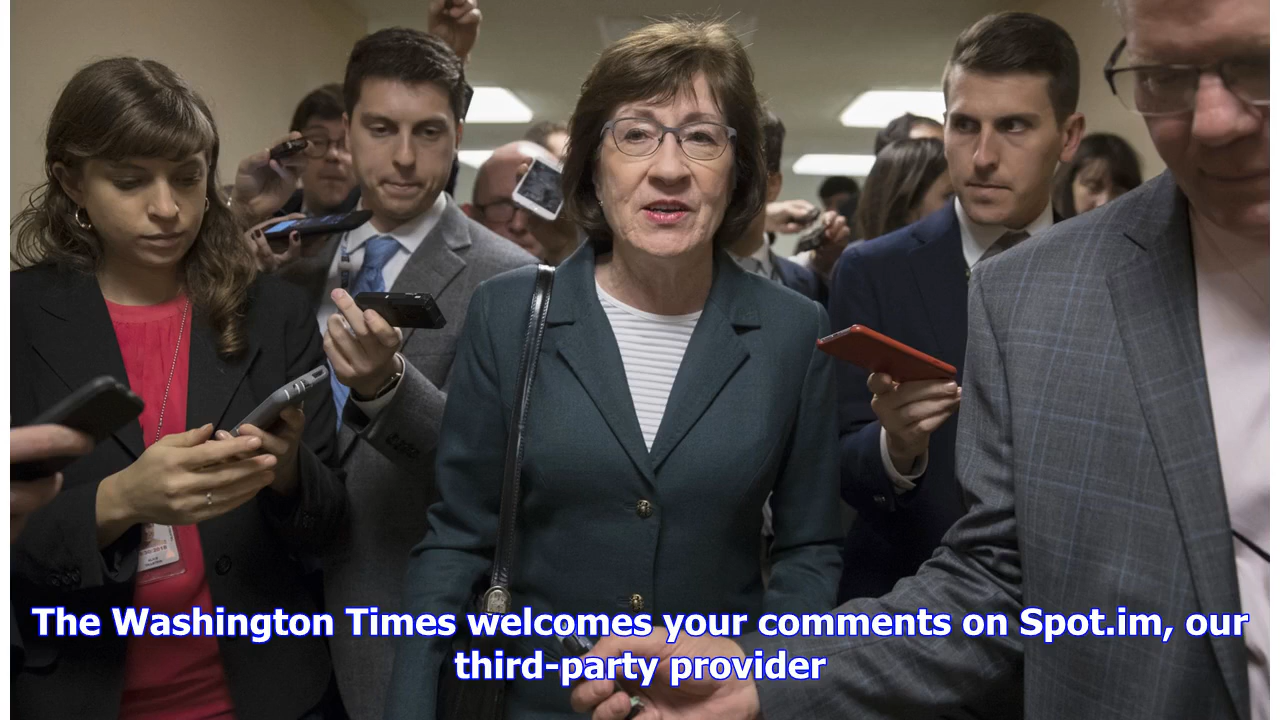 The Washington Times welcomes your comments on Spot.im, our
third-party provider